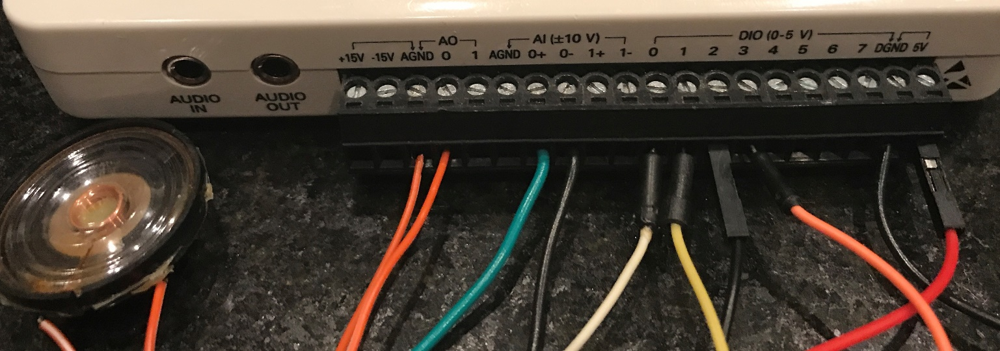 AO AI (±10 V) DIO (0-5 V)
+15V -15V AGND 0 1 AGND 0+ 0- 1+ 1- 0 1 2 3 4 5 6 7 DGND 5V
AUDIO IN
AUDIO OUT